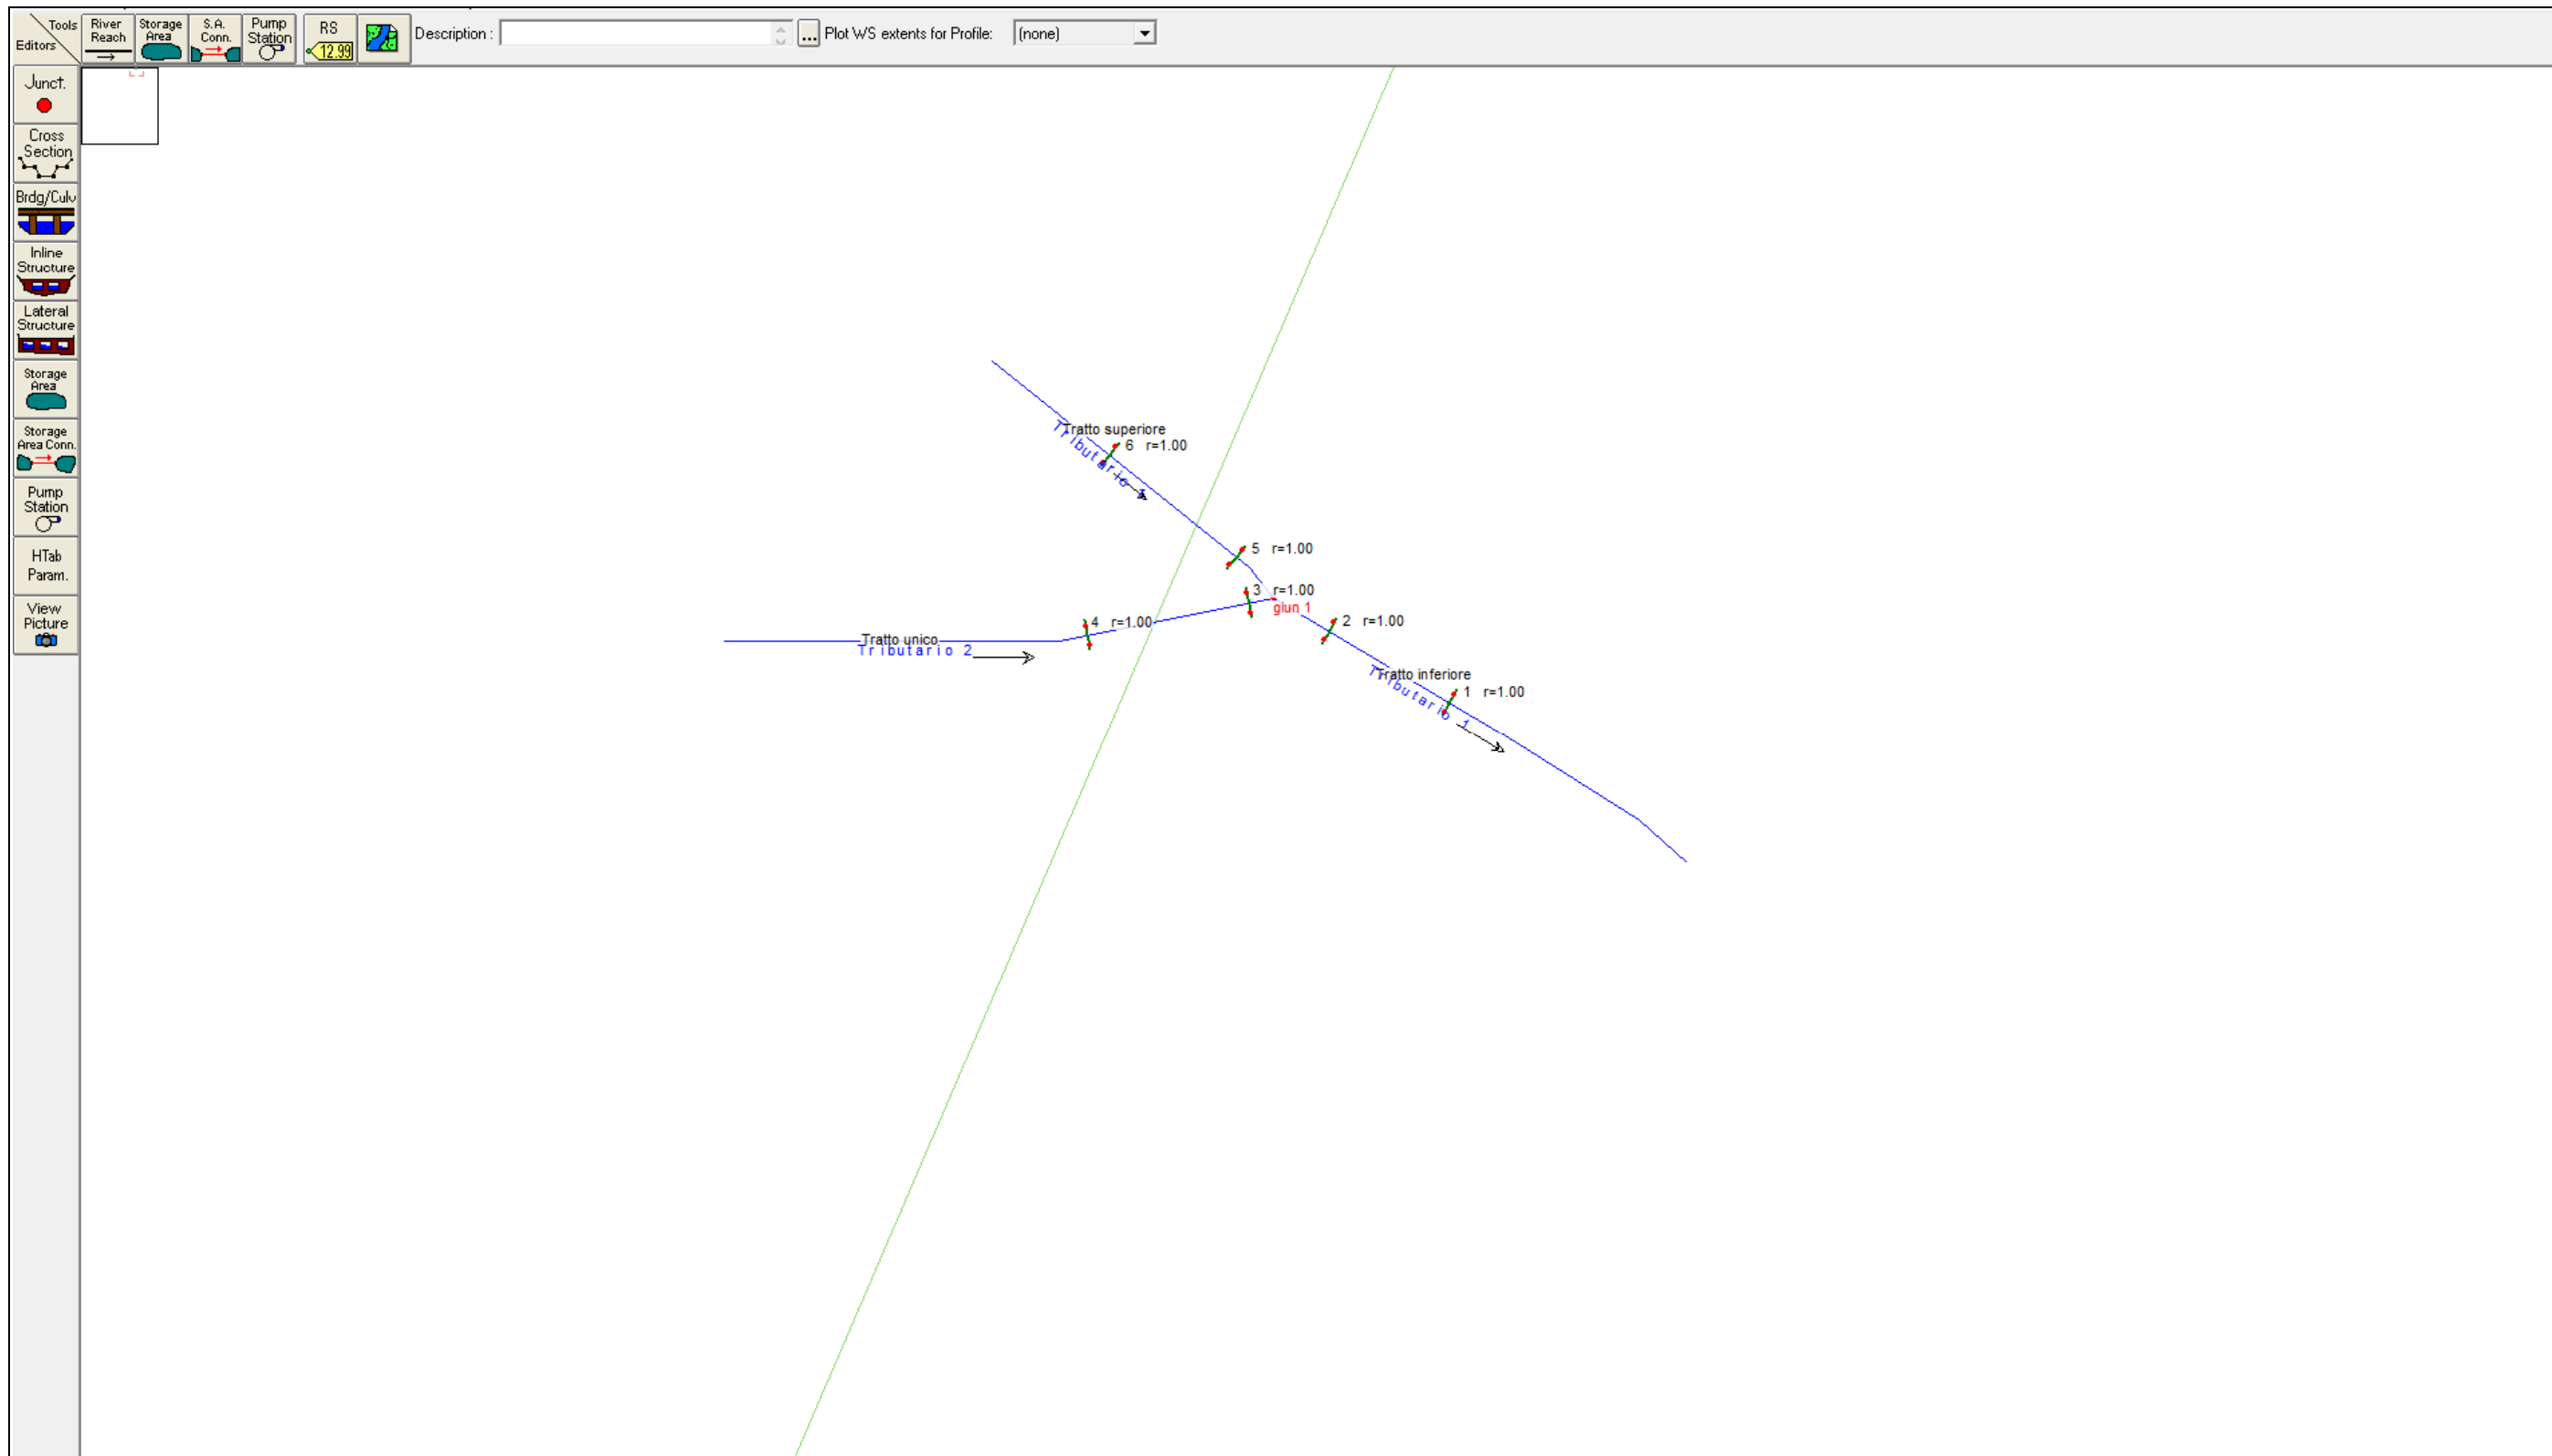 Tools
Editors
River
Reach
Storage
Area
S.A.
Conn.
Pump
Station
RS
12.99
Description :
...
Plot WS extents for Profile:
(none)
Junct.
Cross
Section
Brdg/Culv
Inline
Structure
Lateral
Structure
Storage
Area
Storage
Area Conn.
Pump
Station
HTab
Param.
View
Picture
Tratto superiore
6 r=1.00
Tributario 1
5 r=1.00
3 r=1.00
giun 1
4 r=1.00
2 r=1.00
Tratto unico
Tributario 2
Tratto inferiore
1 r=1.00
Tributario 1